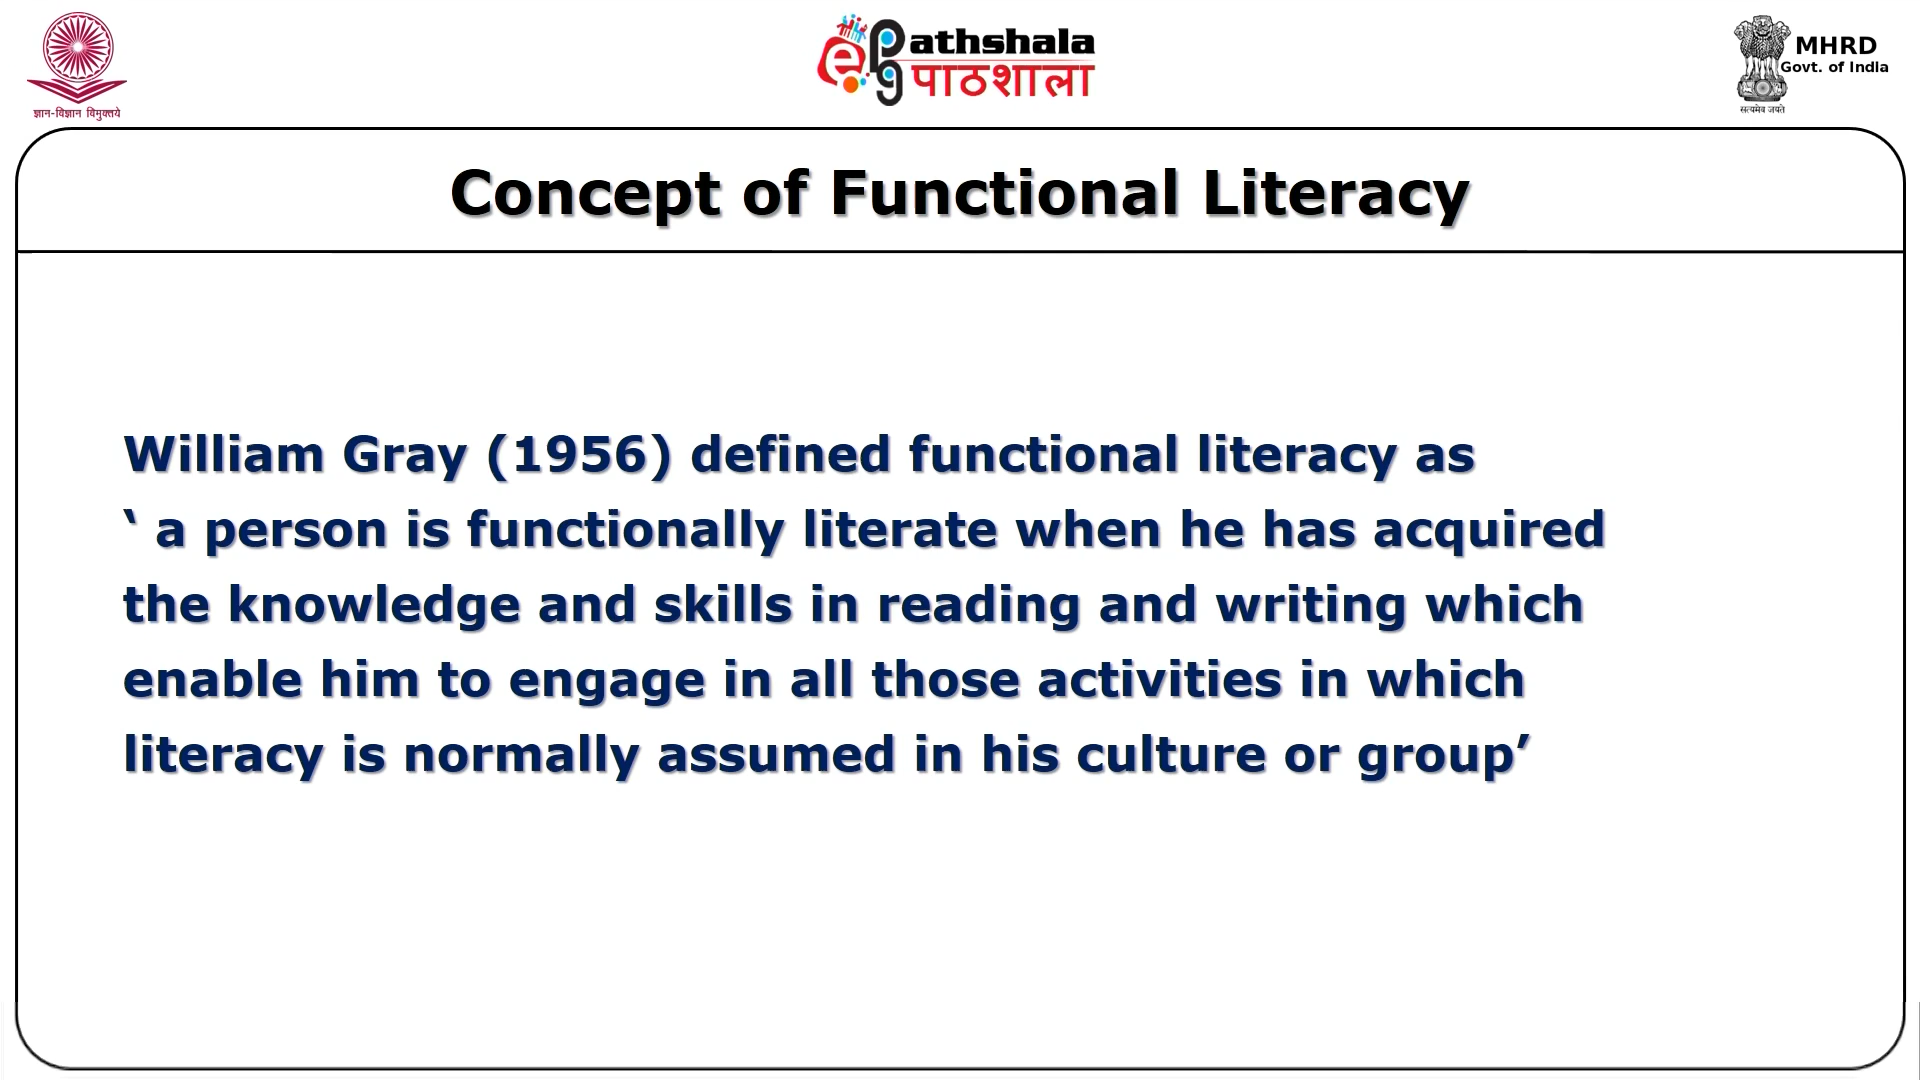 ज्ञान-विज्ञान विमुक्तये
e pg athshala
पाठशाला
MHRD
Govt. of India
सत्यमेव जयते
Concept of Functional Literacy
William Gray (1956) defined functional literacy as
‘ a person is functionally literate when he has acquired
the knowledge and skills in reading and writing which
enable him to engage in all those activities in which
literacy is normally assumed in his culture or group’